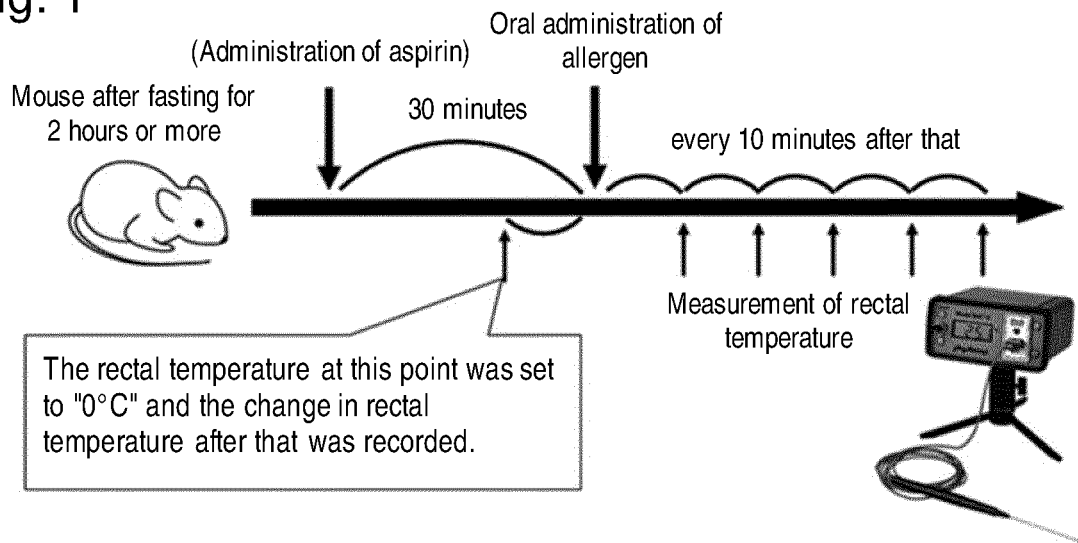 (Administration of aspirin)
Oral administration of
allergen
Mouse after fasting for
2 hours or more
30 minutes
every 10 minutes after that
Measurement of rectal
temperature
The rectal temperature at this point was set
to "0°C" and the change in rectal
temperature after that was recorded.